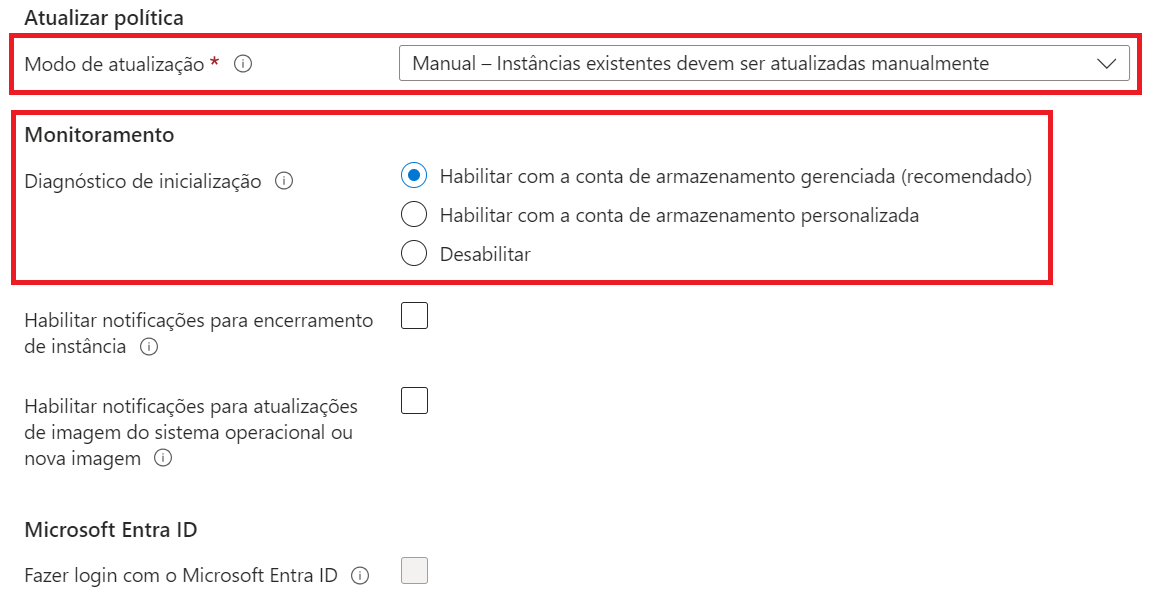 Atualizar política
Modo de atualização *
Manual – Instâncias existentes devem ser atualizadas manualmente
Monitoramento
Diagnóstico de inicialização
Habilitar com a conta de armazenamento gerenciada (recomendado)
Habilitar com a conta de armazenamento personalizada
Desabilitar
Habilitar notificações para encerramento
de instância
Habilitar notificações para atualizações
de imagem do sistema operacional ou
nova imagem
Microsoft Entra ID
Fazer login com o Microsoft Entra ID